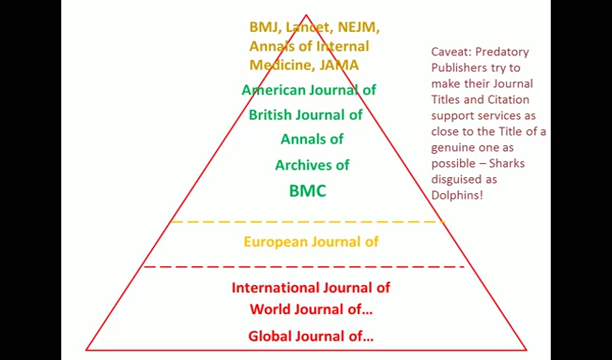 BMJ, Lancet, NEJM,
Annals of Internal
Medicine, JAMA
American Journal of
British Journal of
Annals of
Archives of
BMC
European Journal of
International Journal of
World Journal of...
Global Journal of...
Caveat: Predatory
Publishers try to
make their Journal
Titles and Citation
support services as
close to the Title of a
genuine one as
possible – Sharks
disguised as
Dolphins!